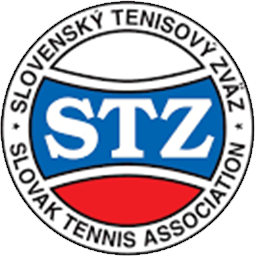 SLOVENSKÝ TENISOVÝ ZVÄZ
STZ
* SLOVAK TENNIS ASSOCIATION *